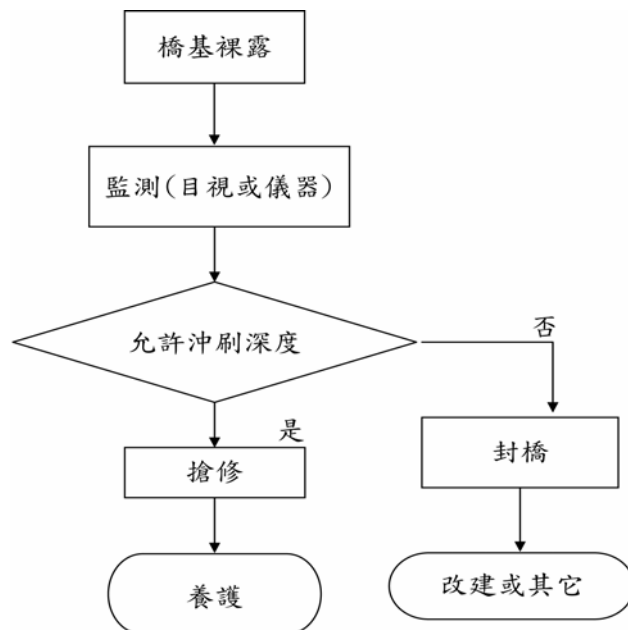 橋基裸露
監測(目視或儀器)
允許沖刷深度
否
是
搶修
封橋
養護
改建或其它